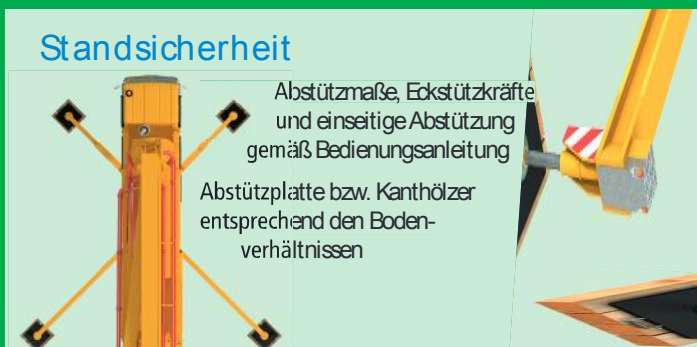 Standsicherheit
Abstützmaße, Eckstützkräfte
und einseitige Abstützung
gemäß Bedienungsanleitung
Abstützplatte bzw. Kanthölzer
entsprechend den Boden-
verhältnissen